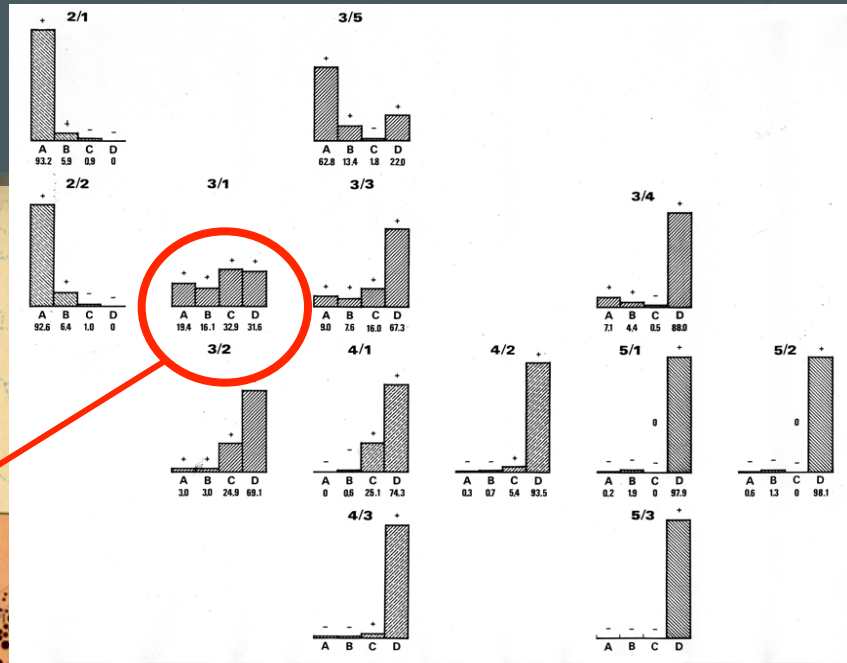 2/1
+
+
–
–
A B C D
93.2 5.9 0.9 0
3/5
+
+
–
+
A B C D
62.8 13.4 1.8 22.0
2/2
+
+
–
–
A B C D
92.6 6.4 1.0 0
3/1
+ + + +
A B C D
19.4 16.1 32.9 31.6
3/3
+ + + +
A B C D
9.0 7.6 16.0 67.3
3/4
+ + – +
A B C D
7.1 4.4 0.5 88.0
3/2
+ + +
A B C D
3.0 3.0 24.9 69.1
4/1
– – + +
A B C D
0 0.6 25.1 74.3
4/2
– – + +
A B C D
0.3 0.7 5.4 93.5
5/1
+
0
– – –
A B C D
0.2 1.9 0 97.9
5/2
+
0
– – –
A B C D
0.6 1.3 0 98.1
4/3
– – + +
A B C D
5/3
– – – +
A B C D